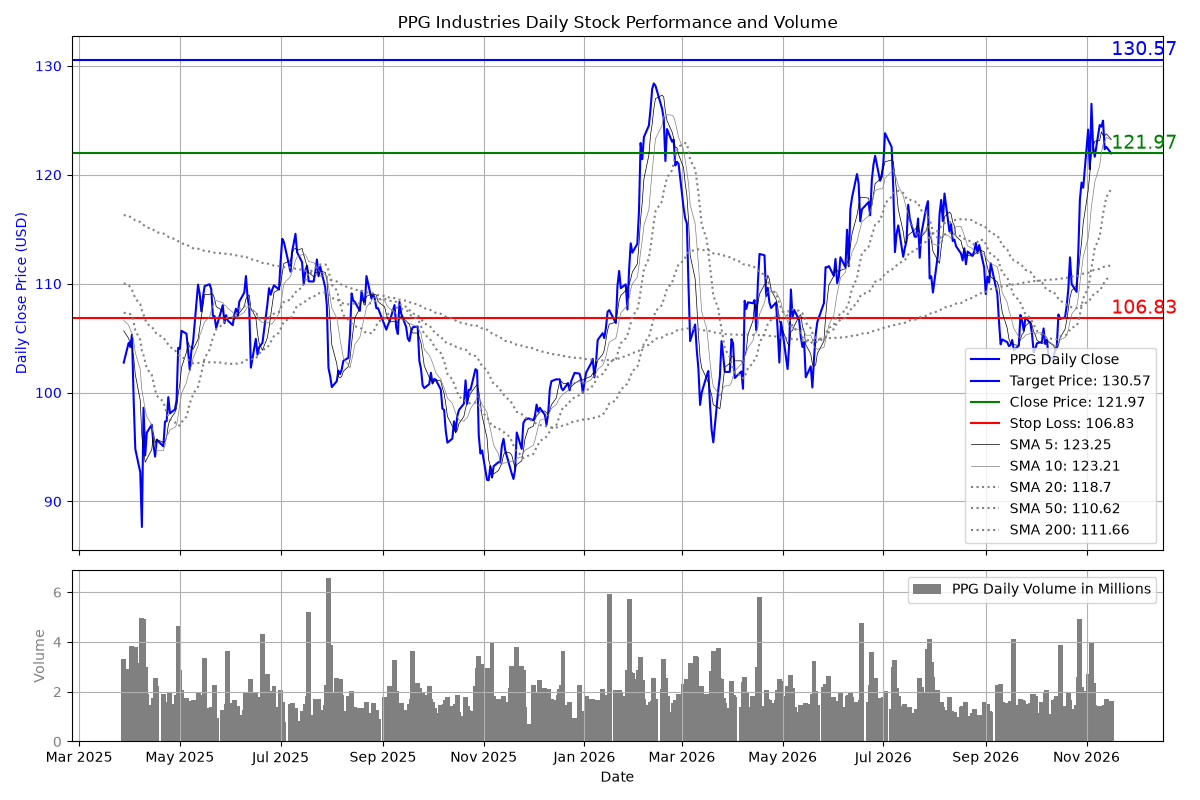 PPG Industries Daily Stock Performance and Volume
130.57
121.97
106.83
Daily Close Price (USD)
130
120
110
100
90
PPG Daily Close
Target Price: 130.57
Close Price: 121.97
Stop Loss: 106.83
SMA 5: 123.25
SMA 10: 123.21
SMA 20: 118.7
SMA 50: 110.62
SMA 200: 111.66
Volume
6
4
2
0
PPG Daily Volume in Millions
Mar 2025 May 2025 Jul 2025 Sep 2025 Nov 2025 Jan 2026 Mar 2026 May 2026 Jul 2026 Sep 2026 Nov 2026
Date